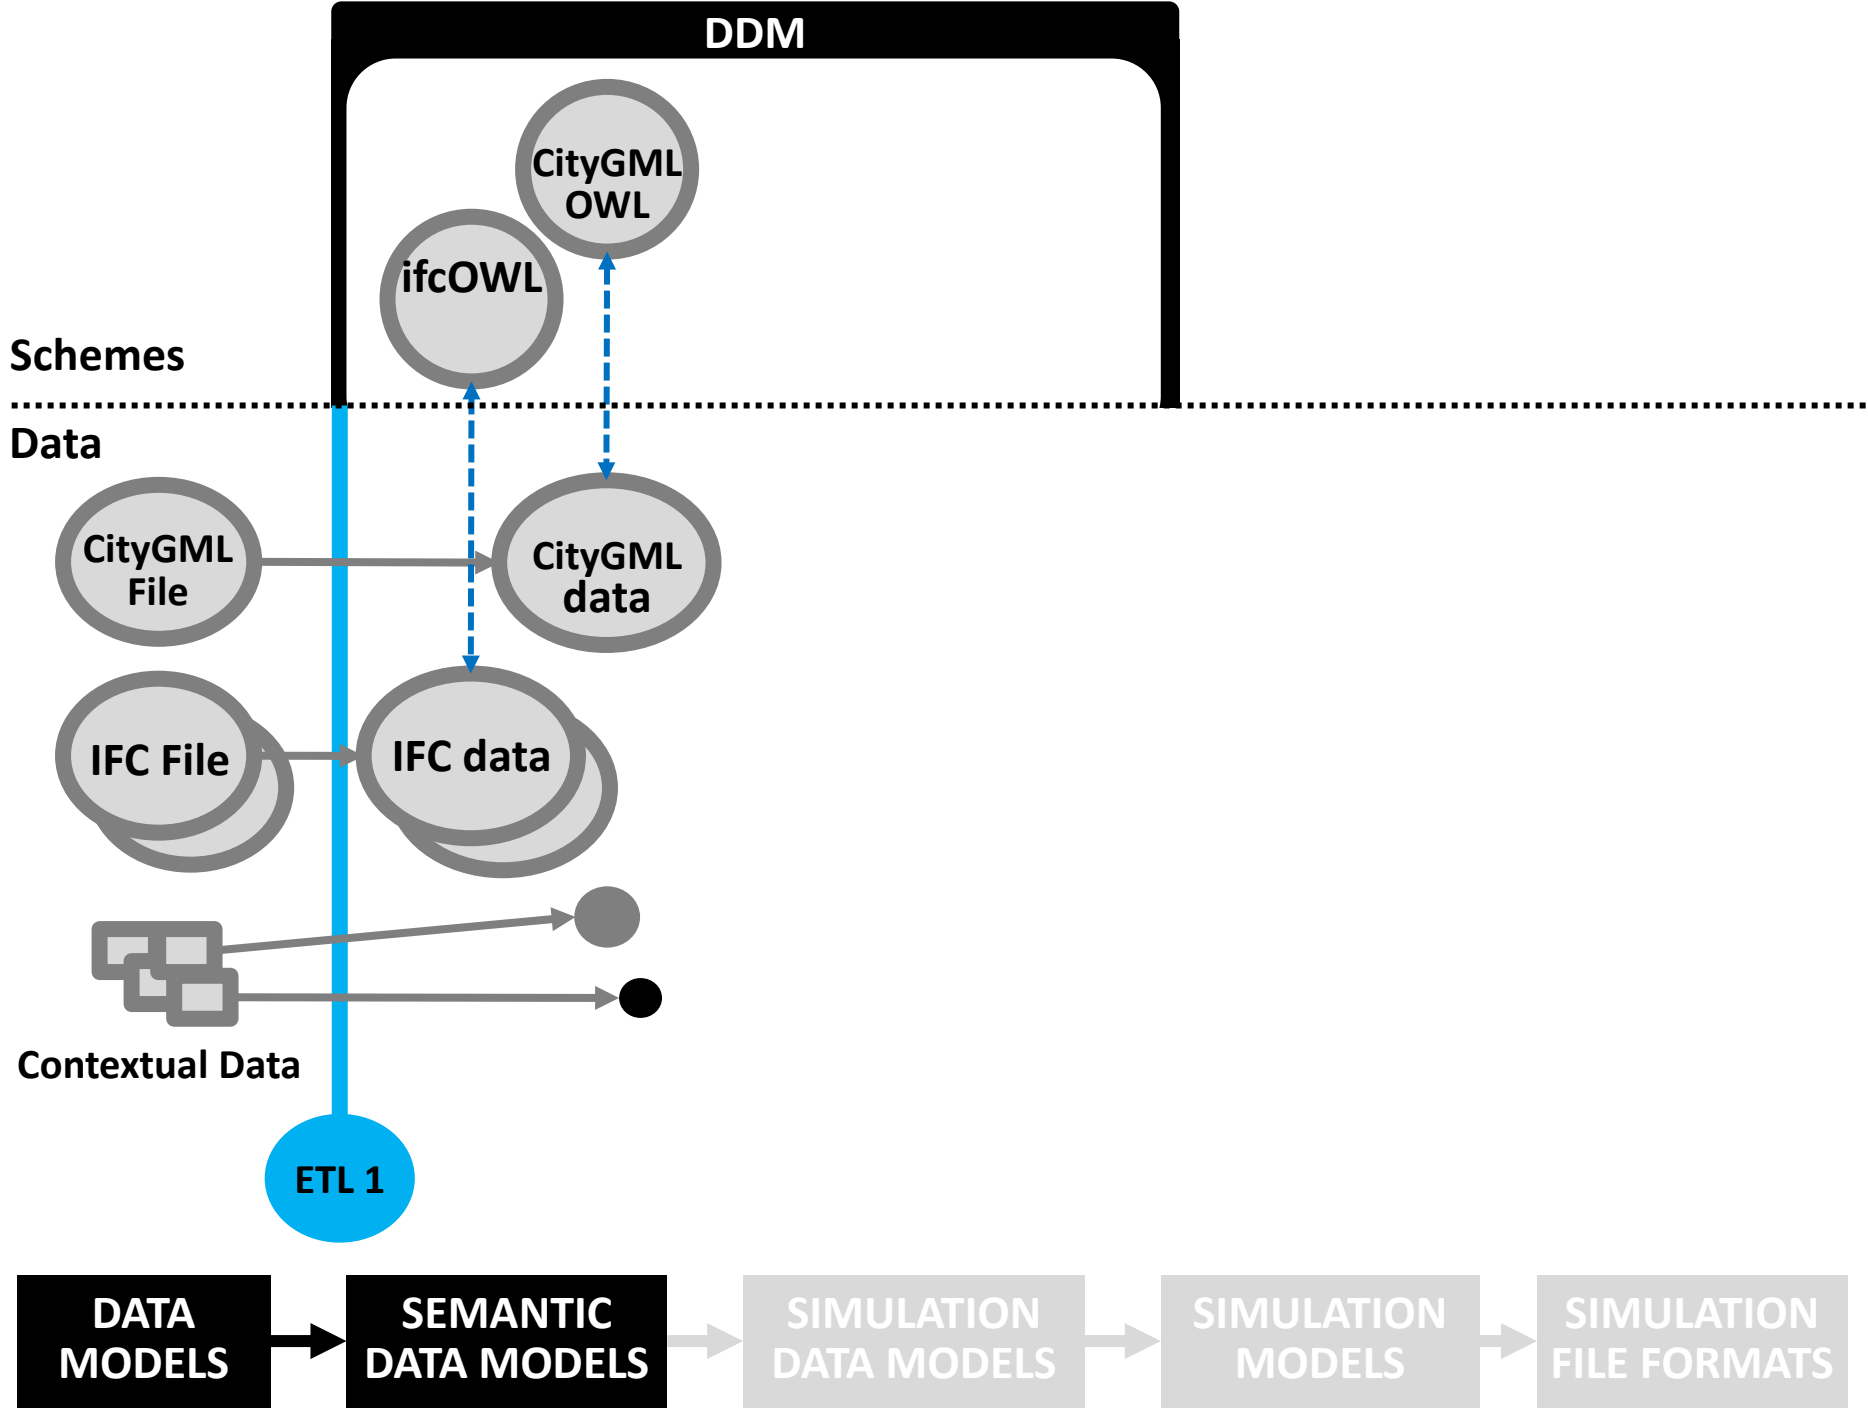 DDM
CityGML
OWL
ifcOWL
Schemes
Data
CityGML
File
CityGML
data
IFC File
IFC data
Contextual Data
ETL 1
DATA
MODELS
SEMANTIC
DATA MODELS
SIMULATION
DATA MODELS
SIMULATION
MODELS
SIMULATION
FILE FORMATS